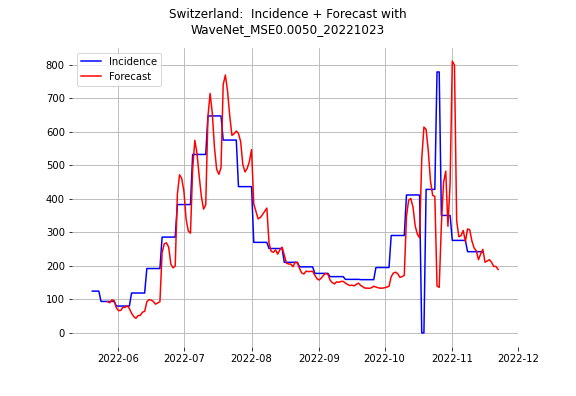 Switzerland:  Incidence + Forecast with
WaveNet_MSE0.0050_20221023
Incidence
Forecast
800
700
600
500
400
300
200
100
0
2022-06 2022-07 2022-08 2022-09 2022-10 2022-11 2022-12